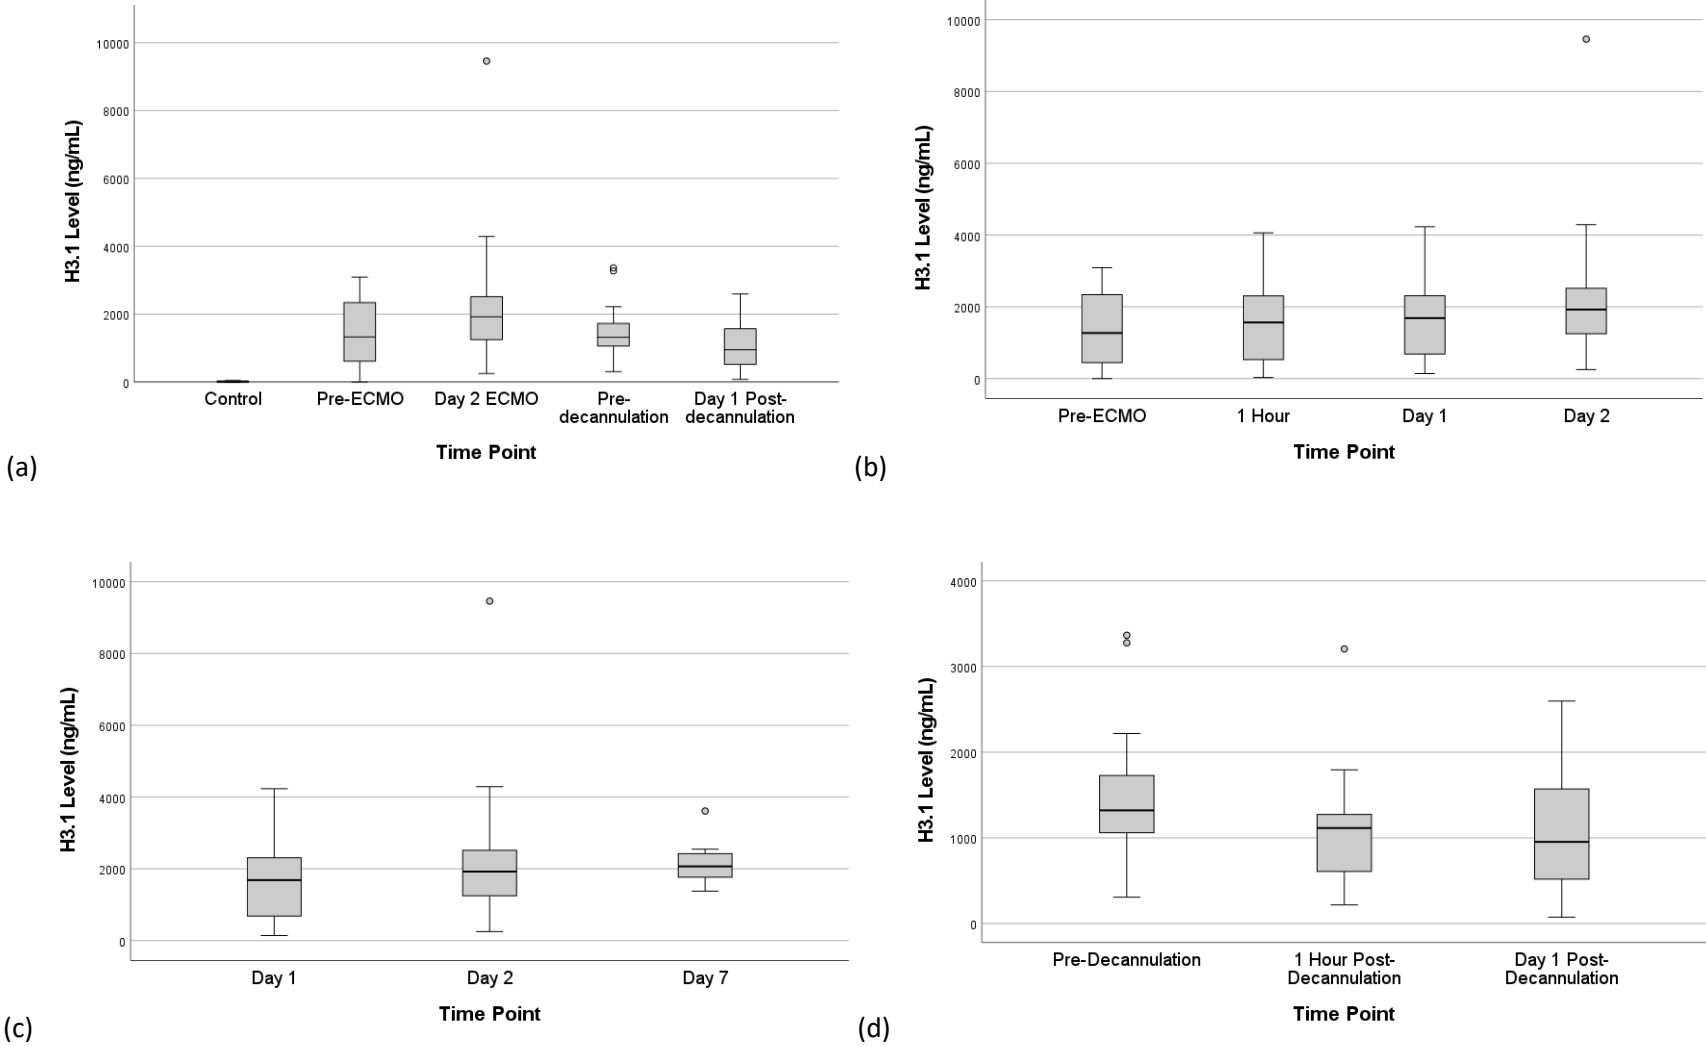 H3.1 Level (ng/mL)
10000
8000
6000
4000
2000
0
Control
Pre-ECMO
Day 2 ECMO
Pre-
decannulation
Day 1 Post-
decannulation
Time Point
(a)
H3.1 Level (ng/mL)
10000
8000
6000
4000
2000
0
Pre-ECMO
1 Hour
Day 1
Day 2
Time Point
(b)
H3.1 Level (ng/mL)
10000
8000
6000
4000
2000
0
Day 1
Day 2
Day 7
Time Point
(c)
H3.1 Level (ng/mL)
4000
3000
2000
1000
0
Pre-Decannulation
1 Hour Post-
Decannulation
Day 1 Post-
Decannulation
Time Point
(d)